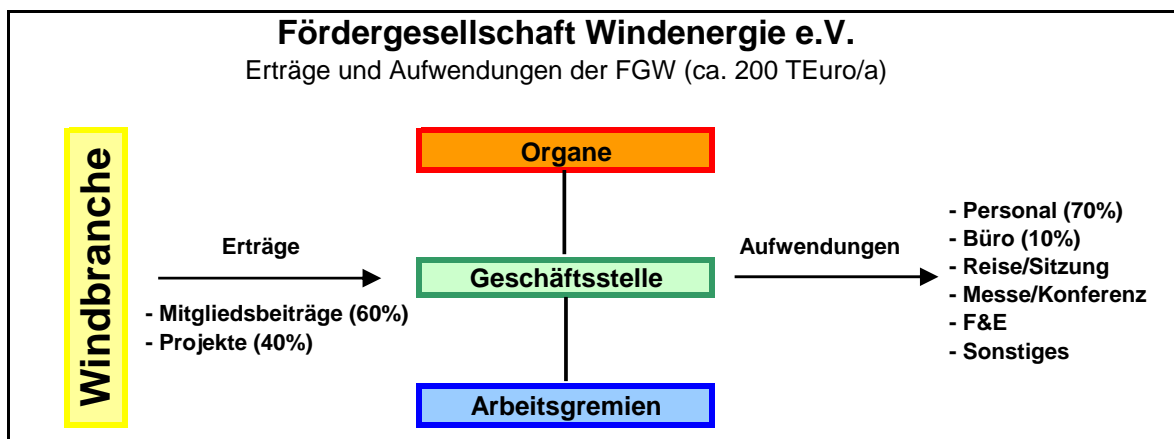 Fördergesellschaft Windenergie e.V.
Erträge und Aufwendungen der FGW (ca. 200 TEuro/a)
Windbranche
Erträge
- Mitgliedsbeiträge (60%)
- Projekte (40%)
Organe
Geschäftsstelle
Arbeitsgremien
Aufwendungen
- Personal (70%)
- Büro (10%)
- Reise/Sitzung
- Messe/Konferenz
- F&E
- Sonstiges